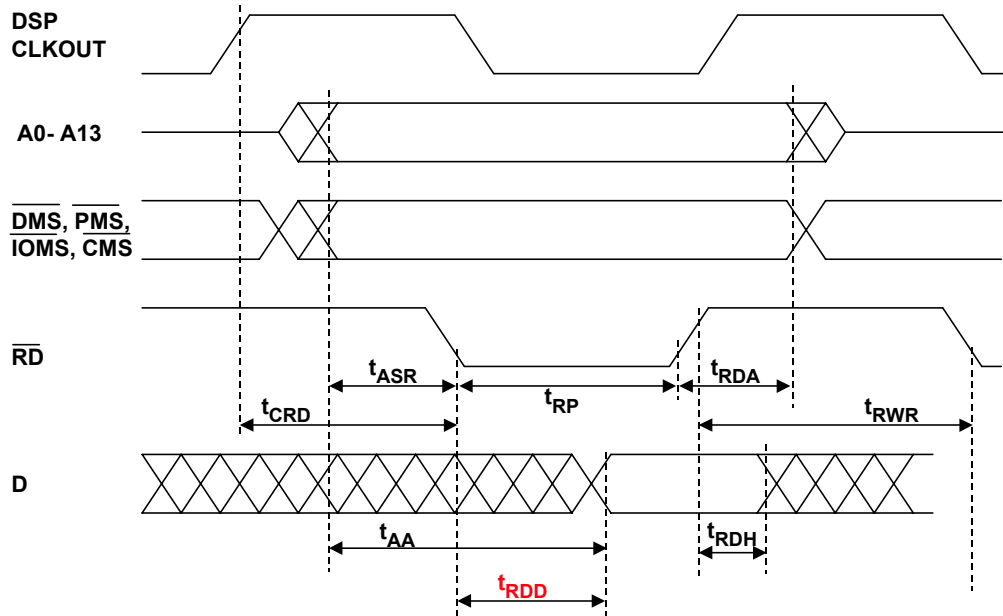 DSP
CLKOUT
A0- A13
DMS, PMS,
IOMS, CMS
RD
tASR
tRP
tRDA
tCRD
tRWR
D
tAA
tRDH
tRDD